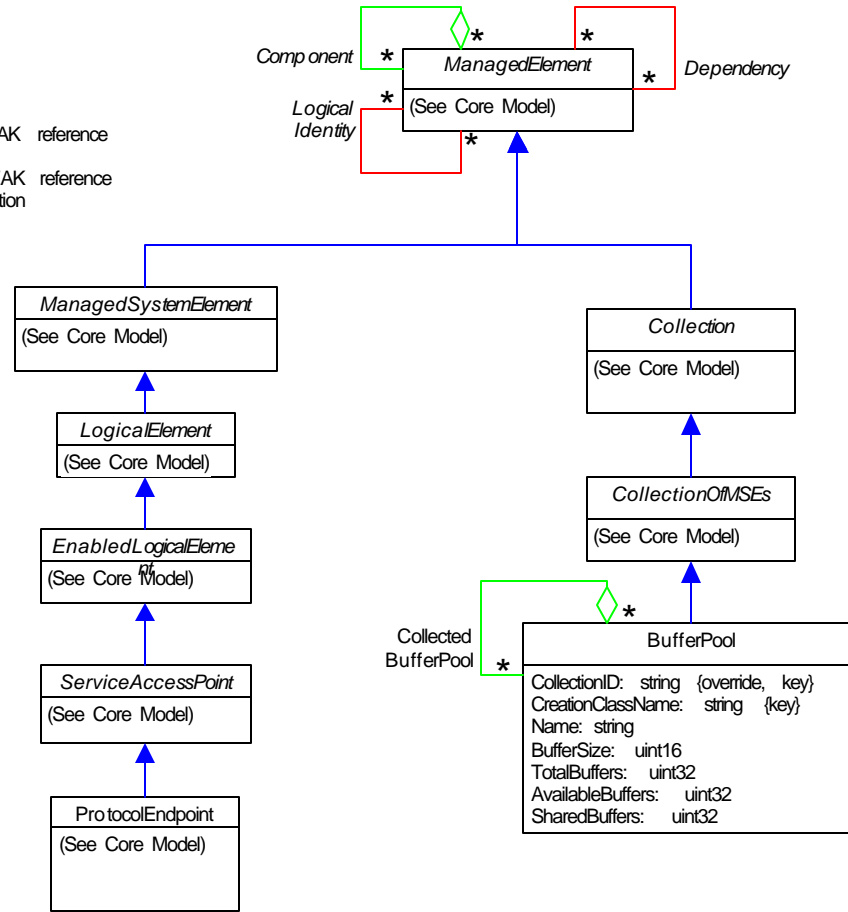 Component
*
*
ManagedElement
(See Core Model)
*
*
Dependency
Logical
Identity
*
*
AK reference
AK reference
tion
ManagedSystemElement
(See Core Model)
LogicalElement
(See Core Model)
EnabledLogicalEleme
nt
(See Core Model)
ServiceAccessPoint
(See Core Model)
ProtocolEndpoint
(See Core Model)
Collection
(See Core Model)
CollectionOfMSEs
(See Core Model)
Collected
BufferPool
*
*
BufferPool
CollectionID: string {override, key}
CreationClassName: string {key}
Name: string
BufferSize: uint16
TotalBuffers: uint32
AvailableBuffers: uint32
SharedBuffers: uint32